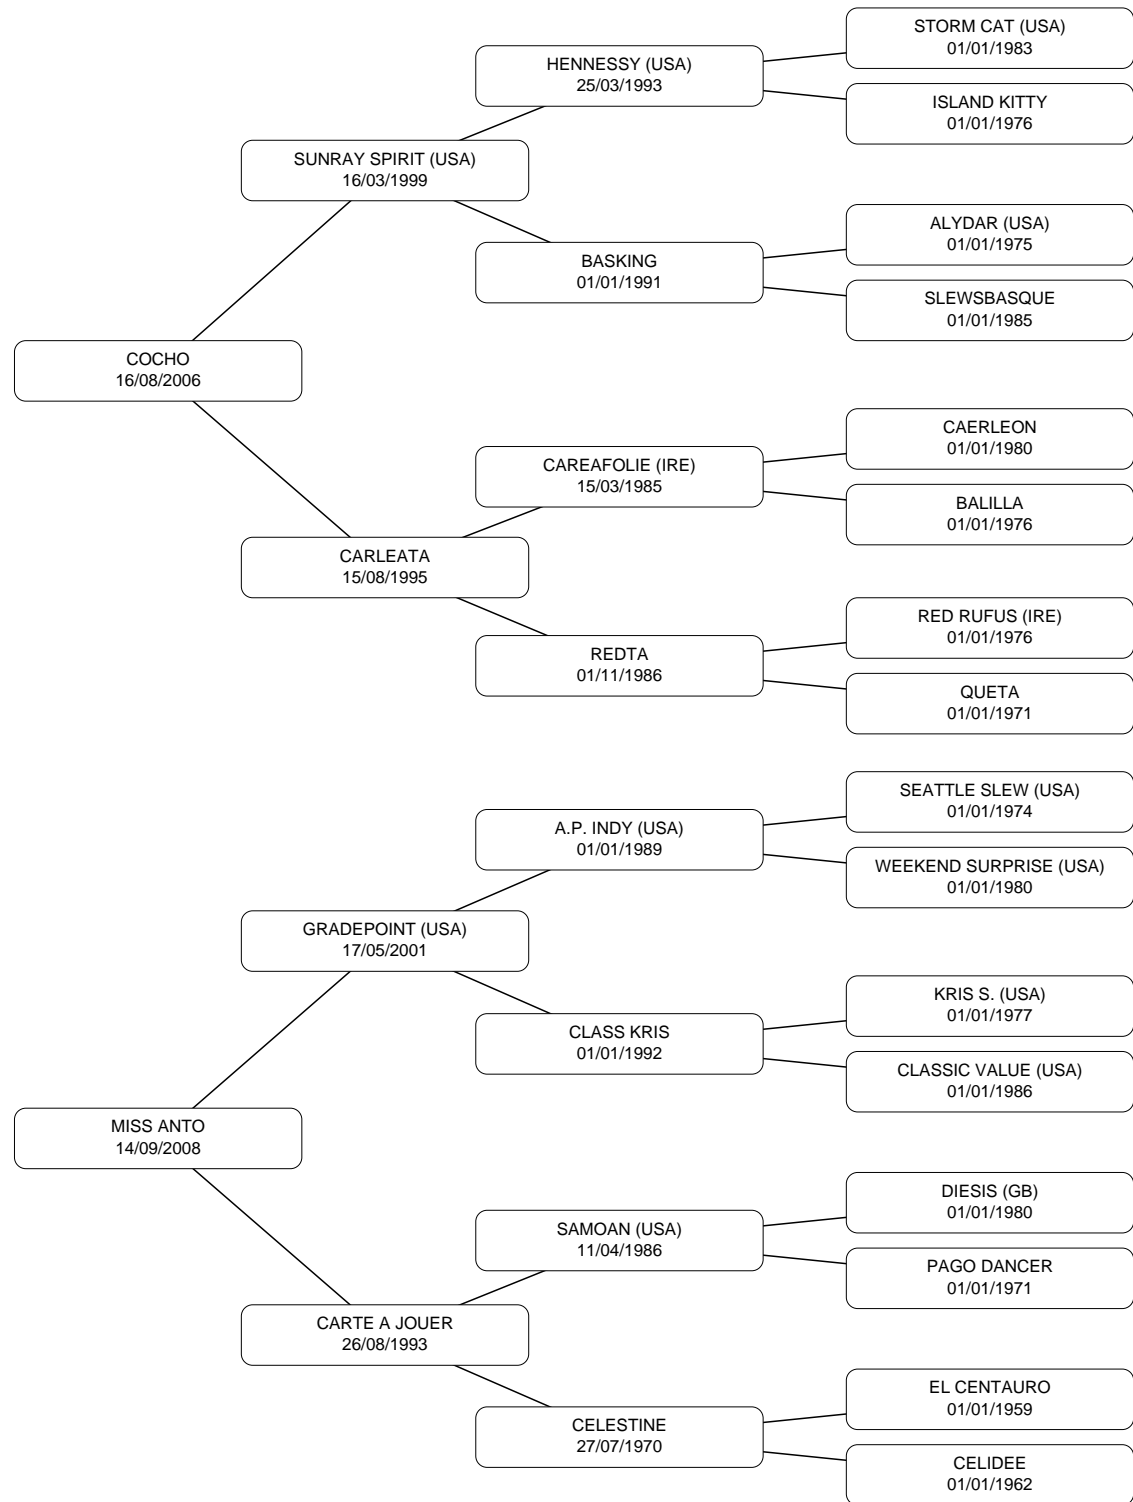 STORM CAT (USA)
01/01/1983
HENNESSY (USA)
25/03/1993
ISLAND KITTY
01/01/1976
SUNRAY SPIRIT (USA)
16/03/1999
ALYDAR (USA)
01/01/1975
BASKING
01/01/1991
SLEWSBASQUE
01/01/1985
COCHO
16/08/2006
CAERLEON
01/01/1980
CAREAFOLIE (IRE)
15/03/1985
BALILLA
01/01/1976
CARLEATA
15/08/1995
RED RUFUS (IRE)
01/01/1976
REDTA
01/11/1986
QUETA
01/01/1971
SEATTLE SLEW (USA)
01/01/1974
A.P. INDY (USA)
01/01/1989
WEEKEND SURPRISE (USA)
01/01/1980
GRADEPOINT (USA)
17/05/2001
KRIS S. (USA)
01/01/1977
CLASS KRIS
01/01/1992
CLASSIC VALUE (USA)
01/01/1986
MISS ANTO
14/09/2008
DIESIS (GB)
01/01/1980
SAMOAN (USA)
11/04/1986
PAGO DANCER
01/01/1971
CARTE A JOUER
26/08/1993
EL CENTAURO
01/01/1959
CELESTINE
27/07/1970
CELIDEE
01/01/1962